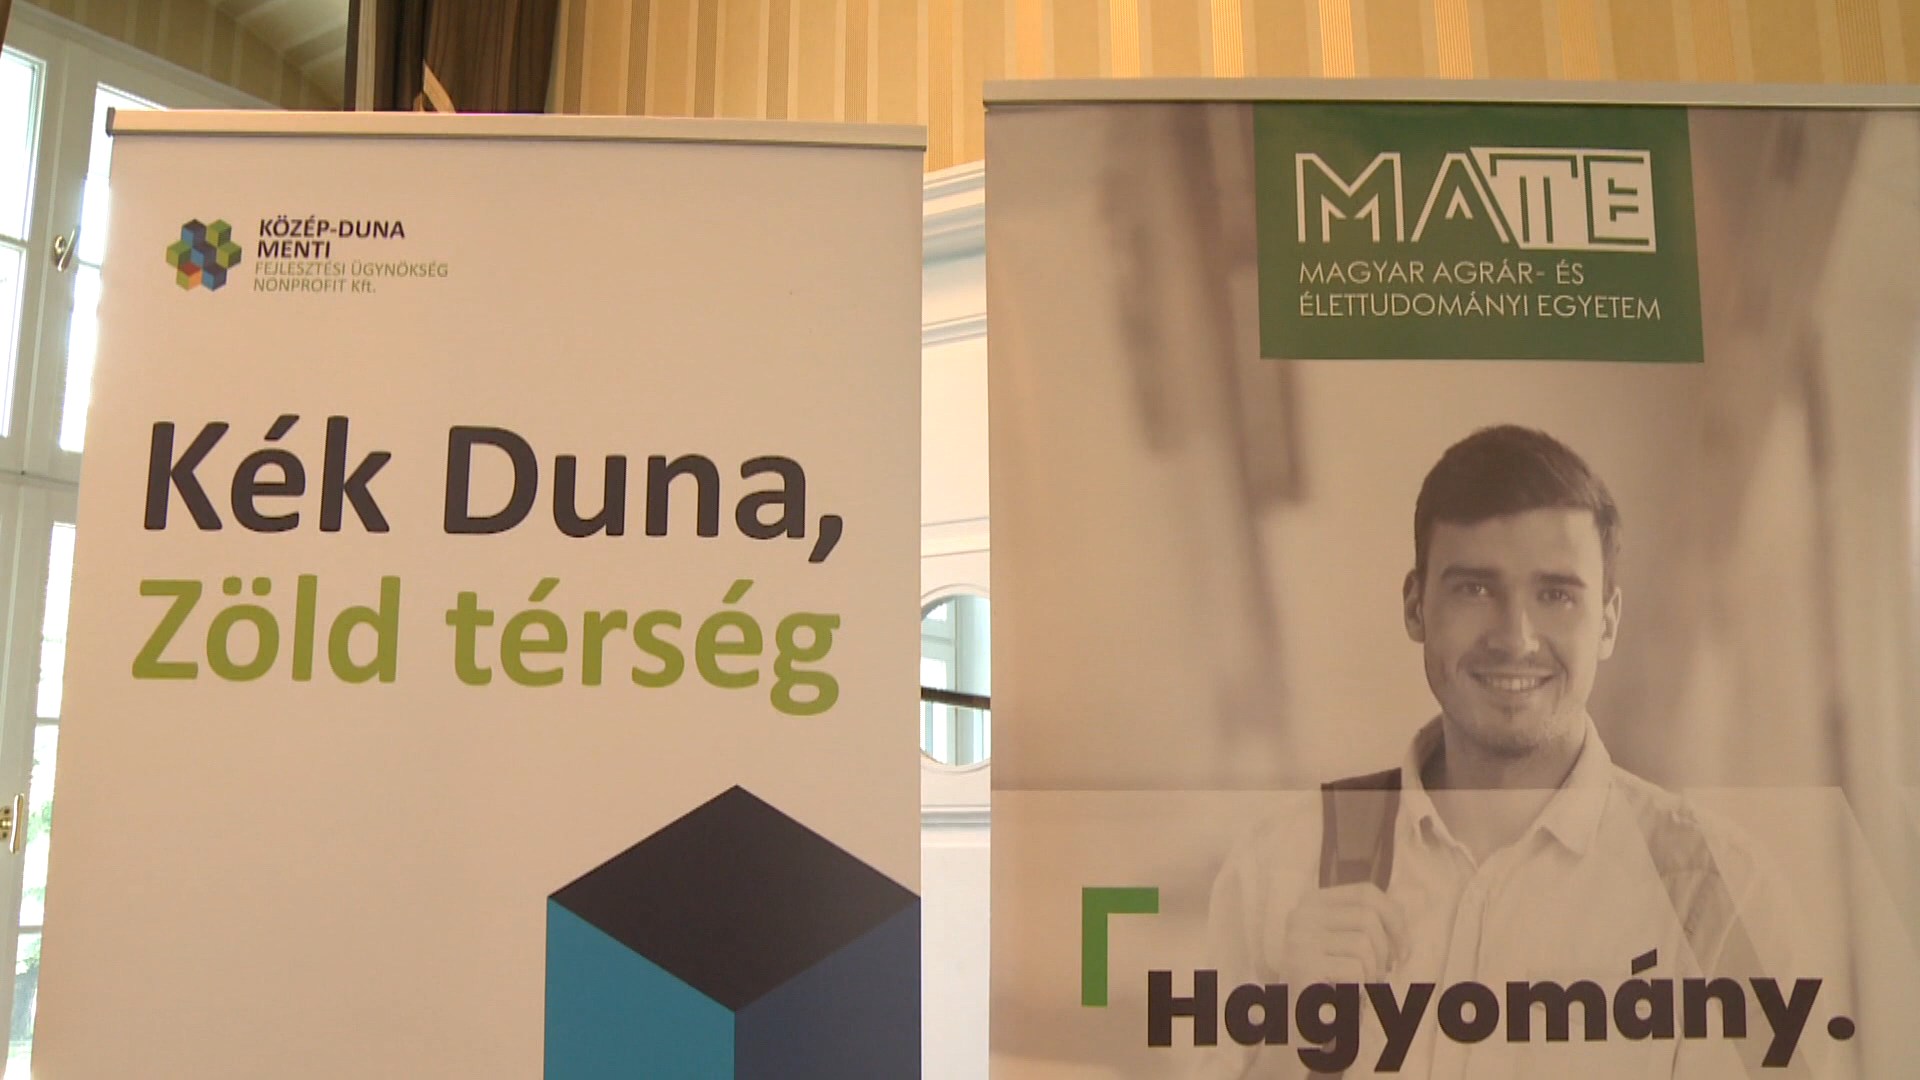 KÖZÉP-DUNA
MENTI
FEJLESZTÉSI ÜGYNÖKSÉG
NONPROFIT Kft.
Kék Duna,
Zöld térség
MATE
MAGYAR AGRÁR- ÉS
ÉLETTUDOMÁNYI EGYETEM
Hagyomány.